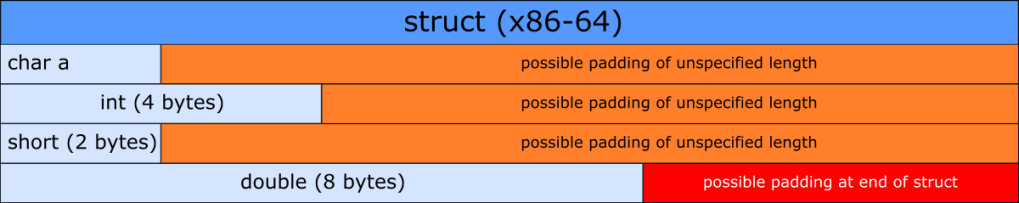 struct (x86-64)
char a
possible padding of unspecified length
int (4 bytes)
possible padding of unspecified length
short (2 bytes)
possible padding of unspecified length
double (8 bytes)
possible padding at end of struct